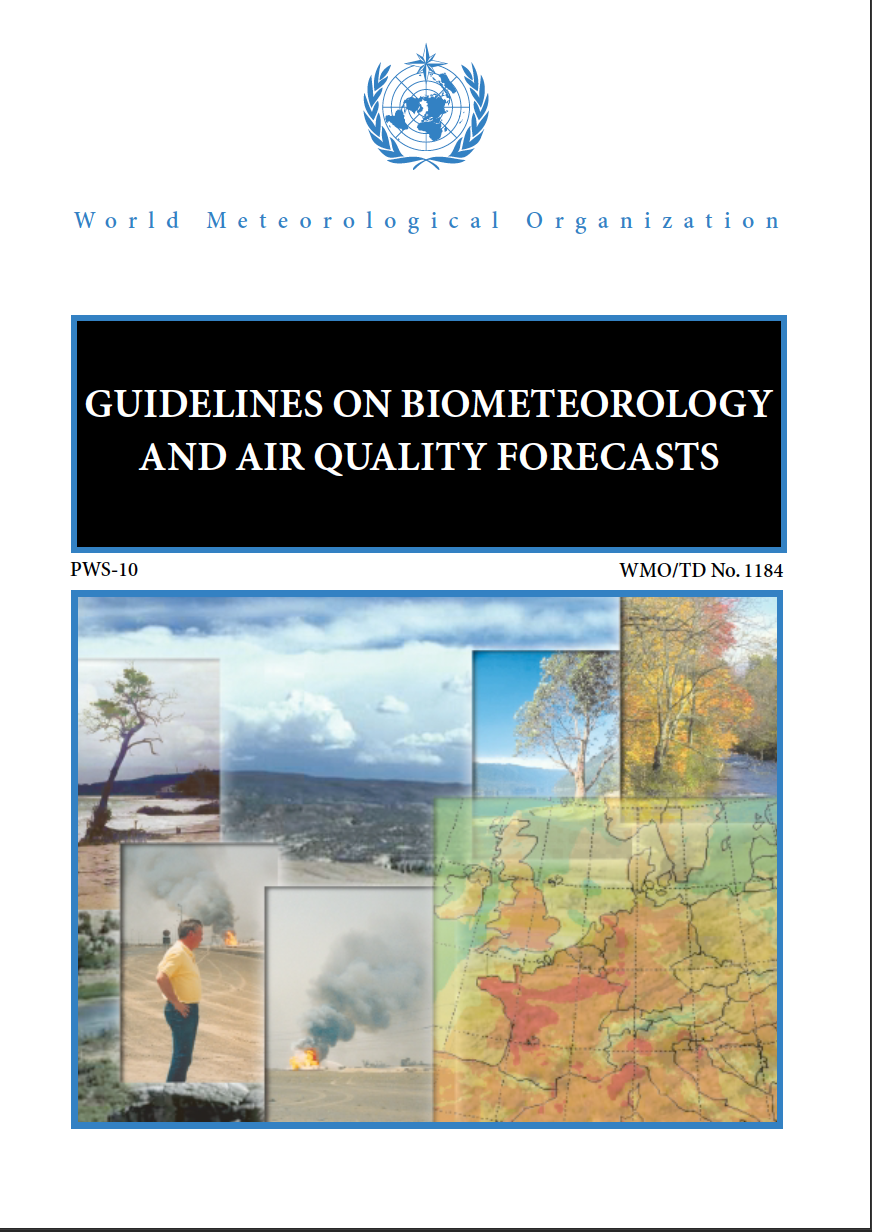 World Meteorological Organization
GUIDELINES ON BIOMETEOROLOGY
AND AIR QUALITY FORECASTS
PWS-10
WMO/TD No. 1184